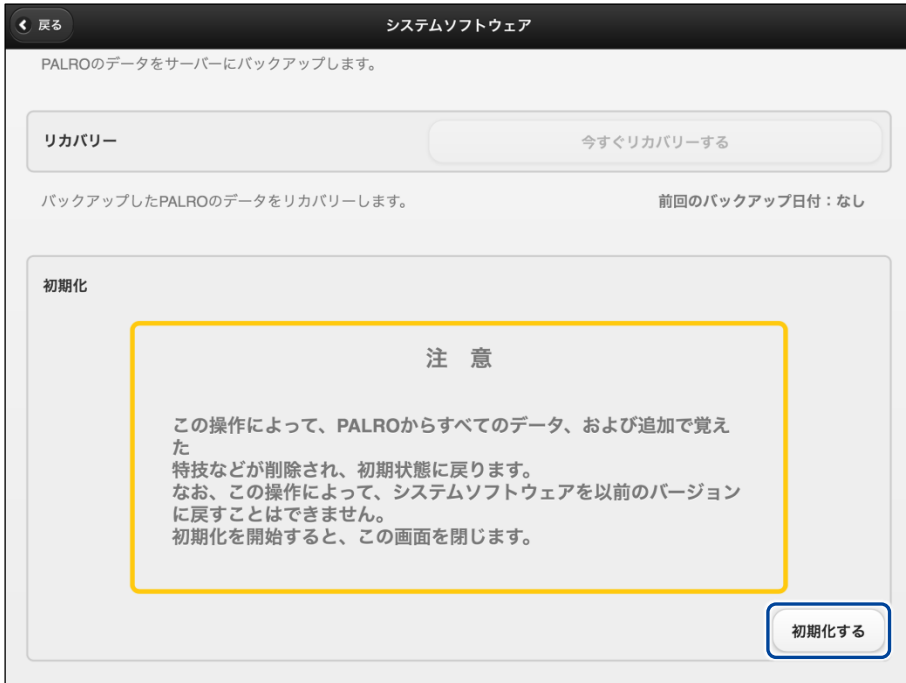 戻る
システムソフトウェア
PALROのデータをサーバーにバックアップします。
リカバリー
今すぐリカバリーする
バックアップしたPALROのデータをリカバリーします。
前回のバックアップ日付：なし
初期化
注　意
この操作によって、PALROからすべてのデータ、および追加で覚え
た
特技などが削除され、初期状態に戻ります。
なお、この操作によって、システムソフトウェアを以前のバージョン
に戻すことはできません。
初期化を開始すると、この画面を閉じます。
初期化する